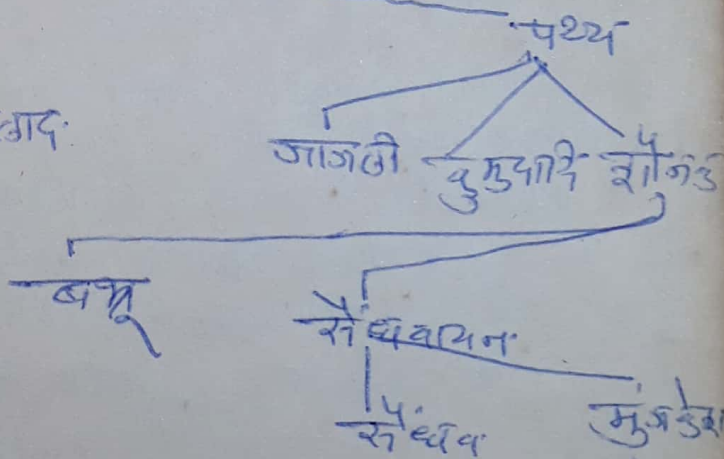 पथ्य
जाजली कुमुदादि शौनक
बभ्रू
सैंधवायन
सैंधव मुंजकेश